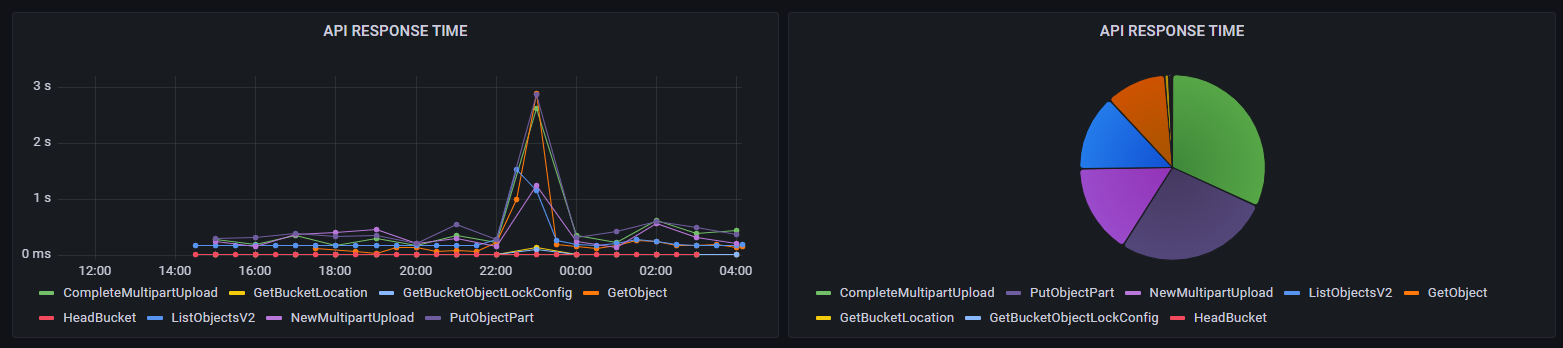 API RESPONSE TIME
3 s
2 s
1 s
0 ms
12:00 14:00 16:00 18:00 20:00 22:00 00:00 02:00 04:00
CompleteMultipartUpload GetBucketLocation GetBucketObjectLockConfig GetObject
HeadBucket ListObjectsV2 NewMultipartUpload PutObjectPart
API RESPONSE TIME
CompleteMultipartUpload PutObjectPart NewMultipartUpload ListObjectsV2 GetObject
GetBucketLocation GetBucketObjectLockConfig HeadBucket